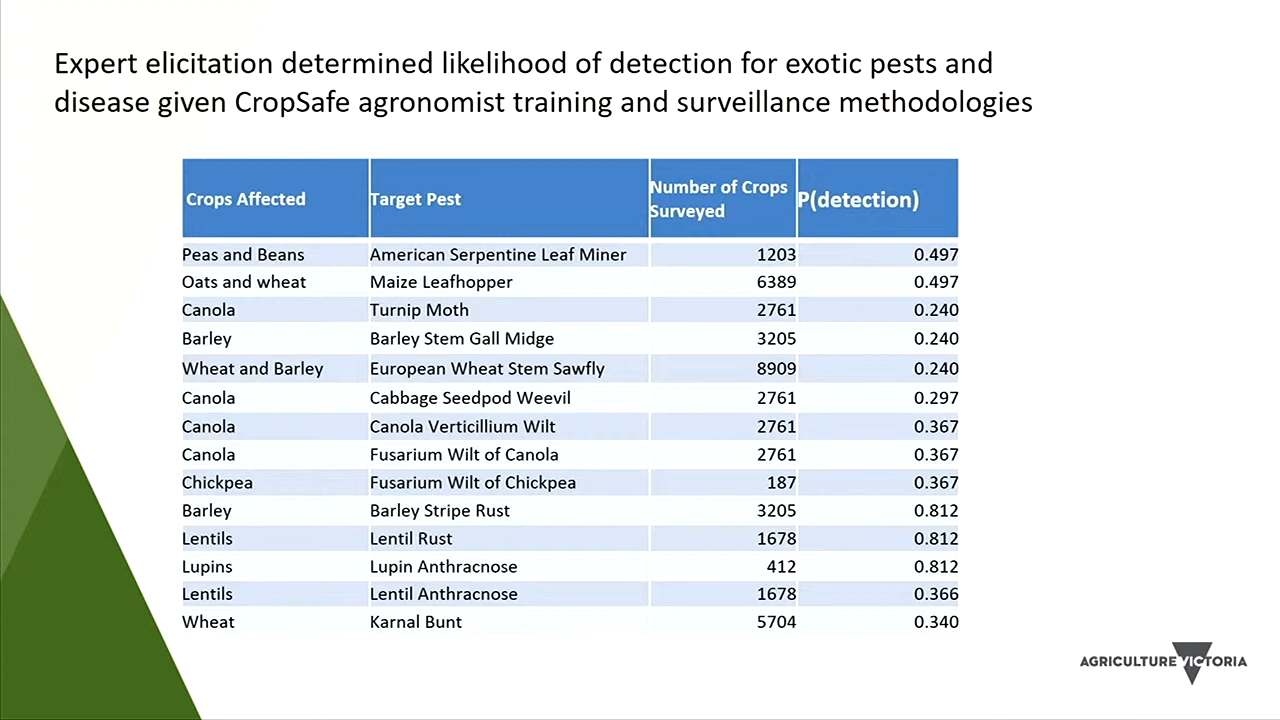 Expert elicitation determined likelihood of detection for exotic pests and
disease given CropSafe agronomist training and surveillance methodologies
Crops Affected Target Pest Number of Crops Surveyed P(detection)
Peas and Beans American Serpentine Leaf Miner 1203 0.497
Oats and wheat Maize Leafhopper 6389 0.497
Canola Turnip Moth 2761 0.240
Barley Barley Stem Gall Midge 3205 0.240
Wheat and Barley European Wheat Stem Sawfly 8909 0.240
Canola Cabbage Seedpod Weevil 2761 0.297
Canola Canola Verticillium Wilt 2761 0.367
Canola Fusarium Wilt of Canola 2761 0.367
Chickpea Fusarium Wilt of Chickpea 187 0.367
Barley Barley Stripe Rust 3205 0.812
Lentils Lentil Rust 1678 0.812
Lupins Lupin Anthracnose 412 0.812
Lentils Lentil Anthracnose 1678 0.366
Wheat Karnal Bunt 5704 0.340
AGRICULTURE VICTORIA